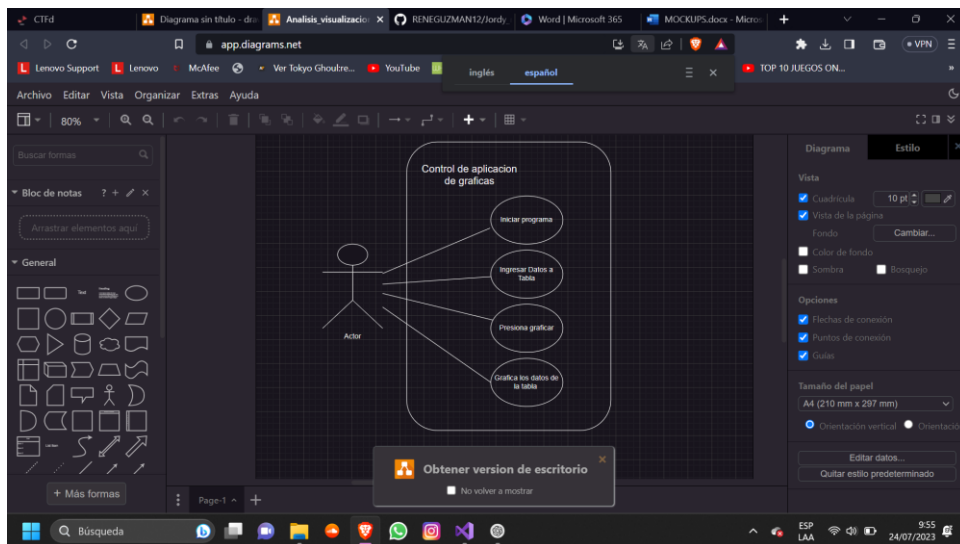 CTFd
Diagrama sin título - dra
Analisis_visualizacio
RENEGUZMAN12/Jordy_
Word | Microsoft 365
MOCKUPS.docx - Micros
app.diagrams.net
VPN
Lenovo Support
Lenovo
McAfee
Ver Tokyo Ghoul:re...
YouTube
inglés
español
TOP 10 JUEGOS ON...
Archivo Editar Vista Organizar Extras Ayuda
80%
Buscar formas
Bloc de notas
Arrastrar elementos aquí
General
Text
Heading
+ Más formas
Control de aplicacion
de graficas
Iniciar programa
Ingresar Datos a
Tabla
Presiona graficar
Grafica los datos de
la tabla
Actor
Diagrama
Estilo
Vista
Cuadrícula
10 pt
Vista de la página
Fondo
Cambiar...
Color de fondo
Sombra
Bosquejo
Opciones
Flechas de conexión
Puntos de conexión
Guías
Tamaño del papel
A4 (210 mm x 297 mm)
Orientación vertical
Orientació
Editar datos...
Quitar estilo predeterminado
Obtener version de escritorio
No volver a mostrar
Page-1
Búsqueda
ESP
LAA
9:55
24/07/2023